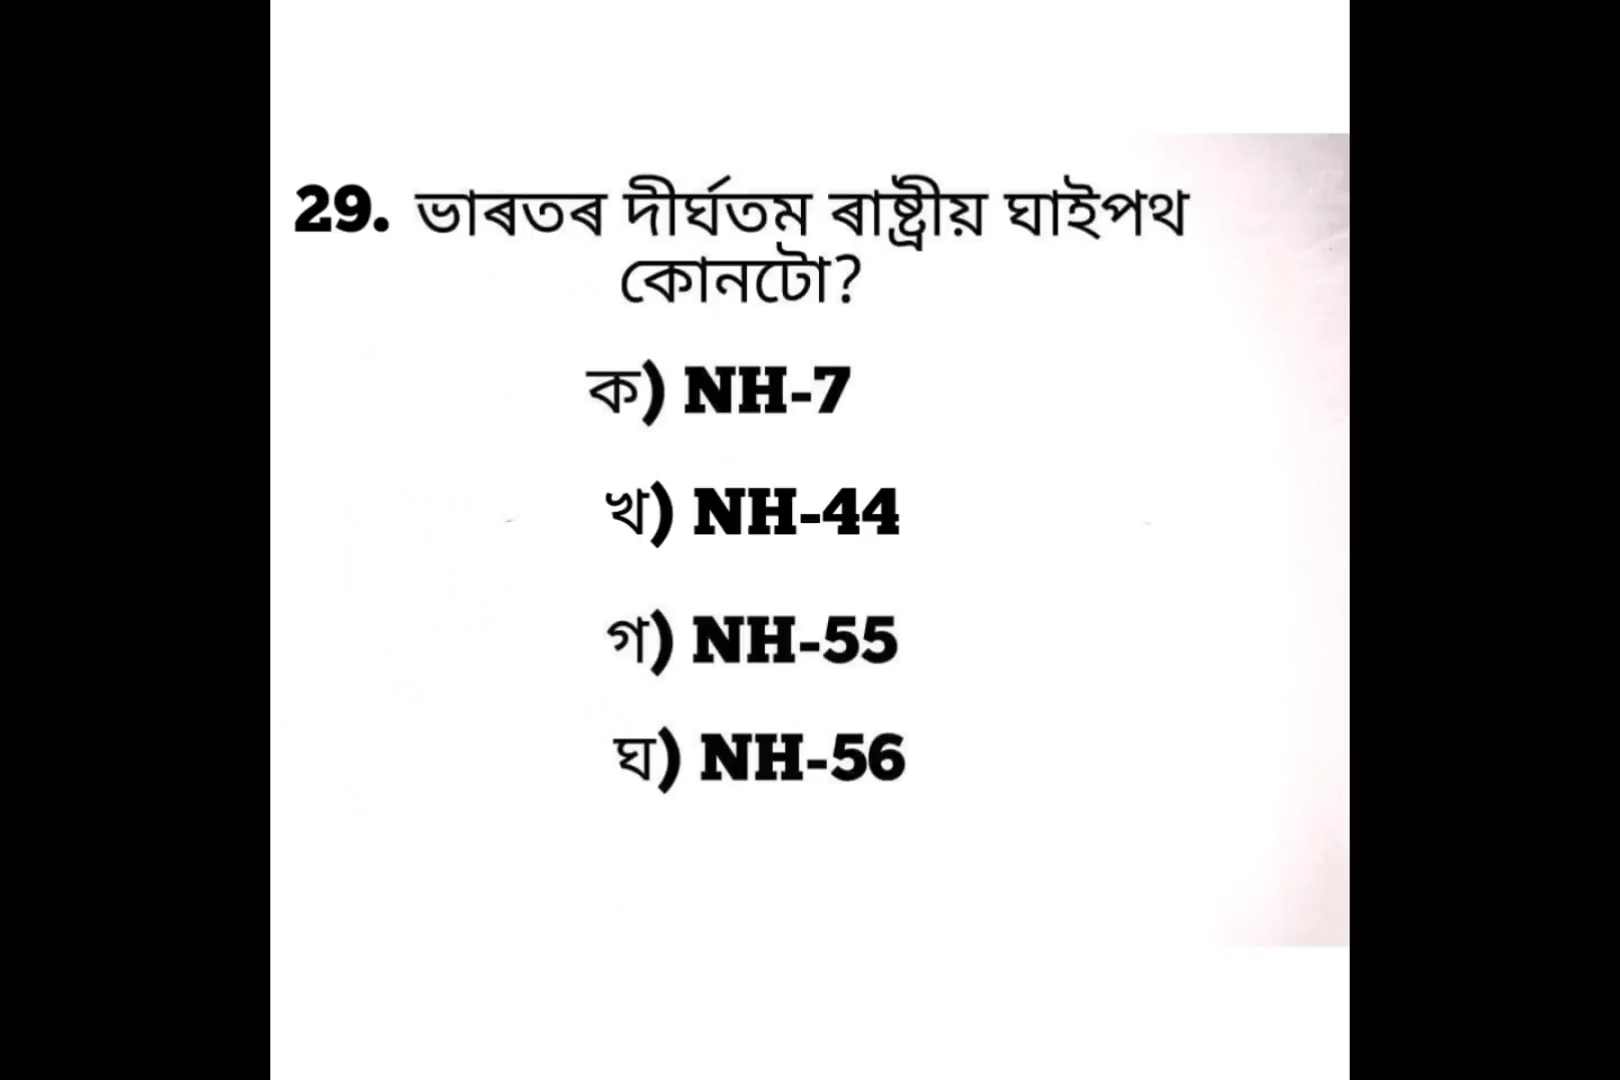 29. ভাৰতৰ দীৰ্ঘতম ৰাষ্ট্ৰীয় ঘাইপথ
কোনটো?
ক) NH-7
খ) NH-44
গ) NH-55
ঘ) NH-56